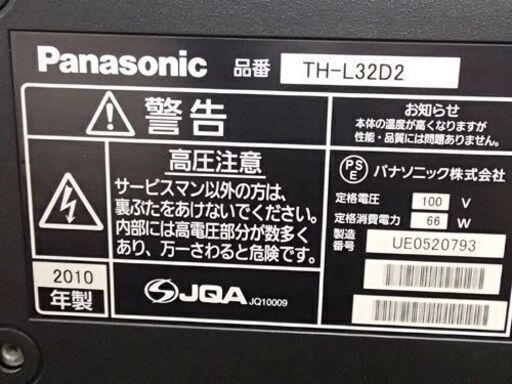 Panasonic 品番 TH-L32D2
警告
高圧注意
サービスマン以外の方は、
裏ぶたをあけないでください。
内部には高電圧部分が数多く
あり、万一さわると危険です。
2010
年製
JQA JQ10009
お知らせ
本体の温度が高くなりますが
性能・品質には問題ありません。
PSE パナソニック株式会社
定格電圧 100 V
定格消費電力 66 W
製造番号 UE0520793